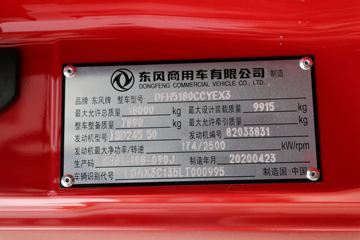 东风商用车有限公司 制造
DONGFENG COMMERCIAL VEHICLE CO., LTD.
品牌 东风牌 整车型号 DFH5180CCYEX3
最大允许总质量 18000 kg 最大设计装载质量 9915 kg
整车整备质量 7890 kg 最大允许牵引质量 kg
发动机型号 ISD245 50 发动机编号 82033831
发动机最大净功率/转速 174/2500 kW/rpm
生产代码 制造年月 20200423
车辆识别代号 制造国 中国